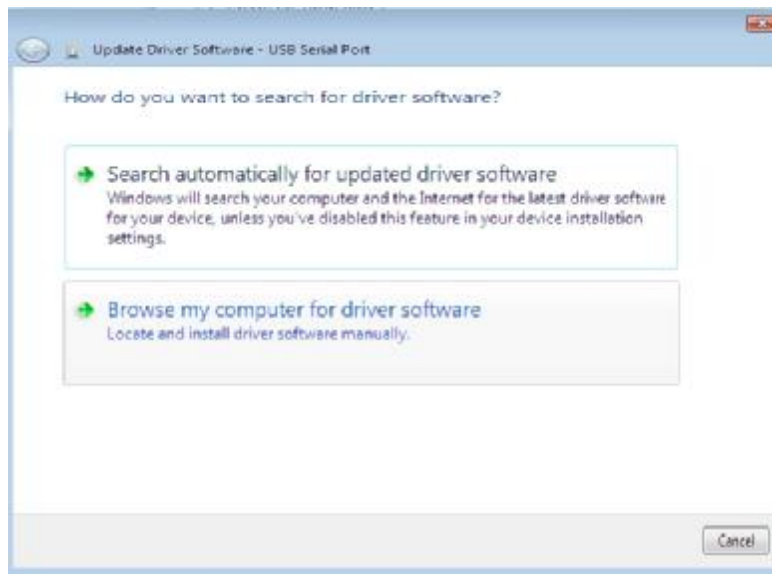 Update Driver Software - USB Serial Port
How do you want to search for driver software?
Search automatically for updated driver software
Windows will search your computer and the Internet for the latest driver software
for your device, unless you've disabled this feature in your device installation
settings.
Browse my computer for driver software
Locate and install driver software manually.
Cancel